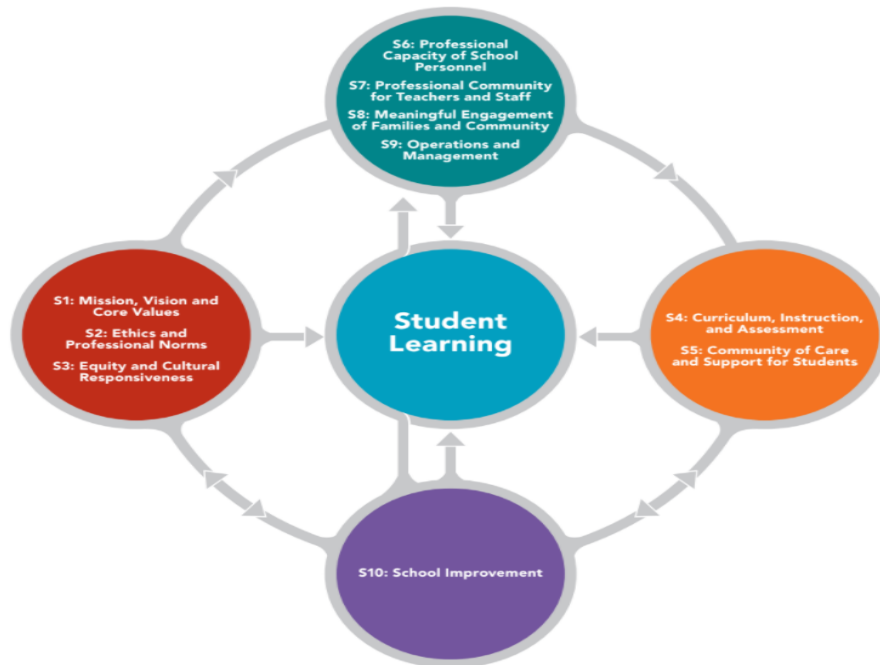 S6: Professional
Capacity of School
Personnel
S7: Professional Community
for Teachers and Staff
S8: Meaningful Engagement
of Families and Community
S9: Operations and
Management
S1: Mission, Vision and
Core Values
S2: Ethics and
Professional Norms
S3: Equity and Cultural
Responsiveness
Student
Learning
S4: Curriculum, Instruction,
and Assessment
S5: Community of Care
and Support for Students
S10: School Improvement